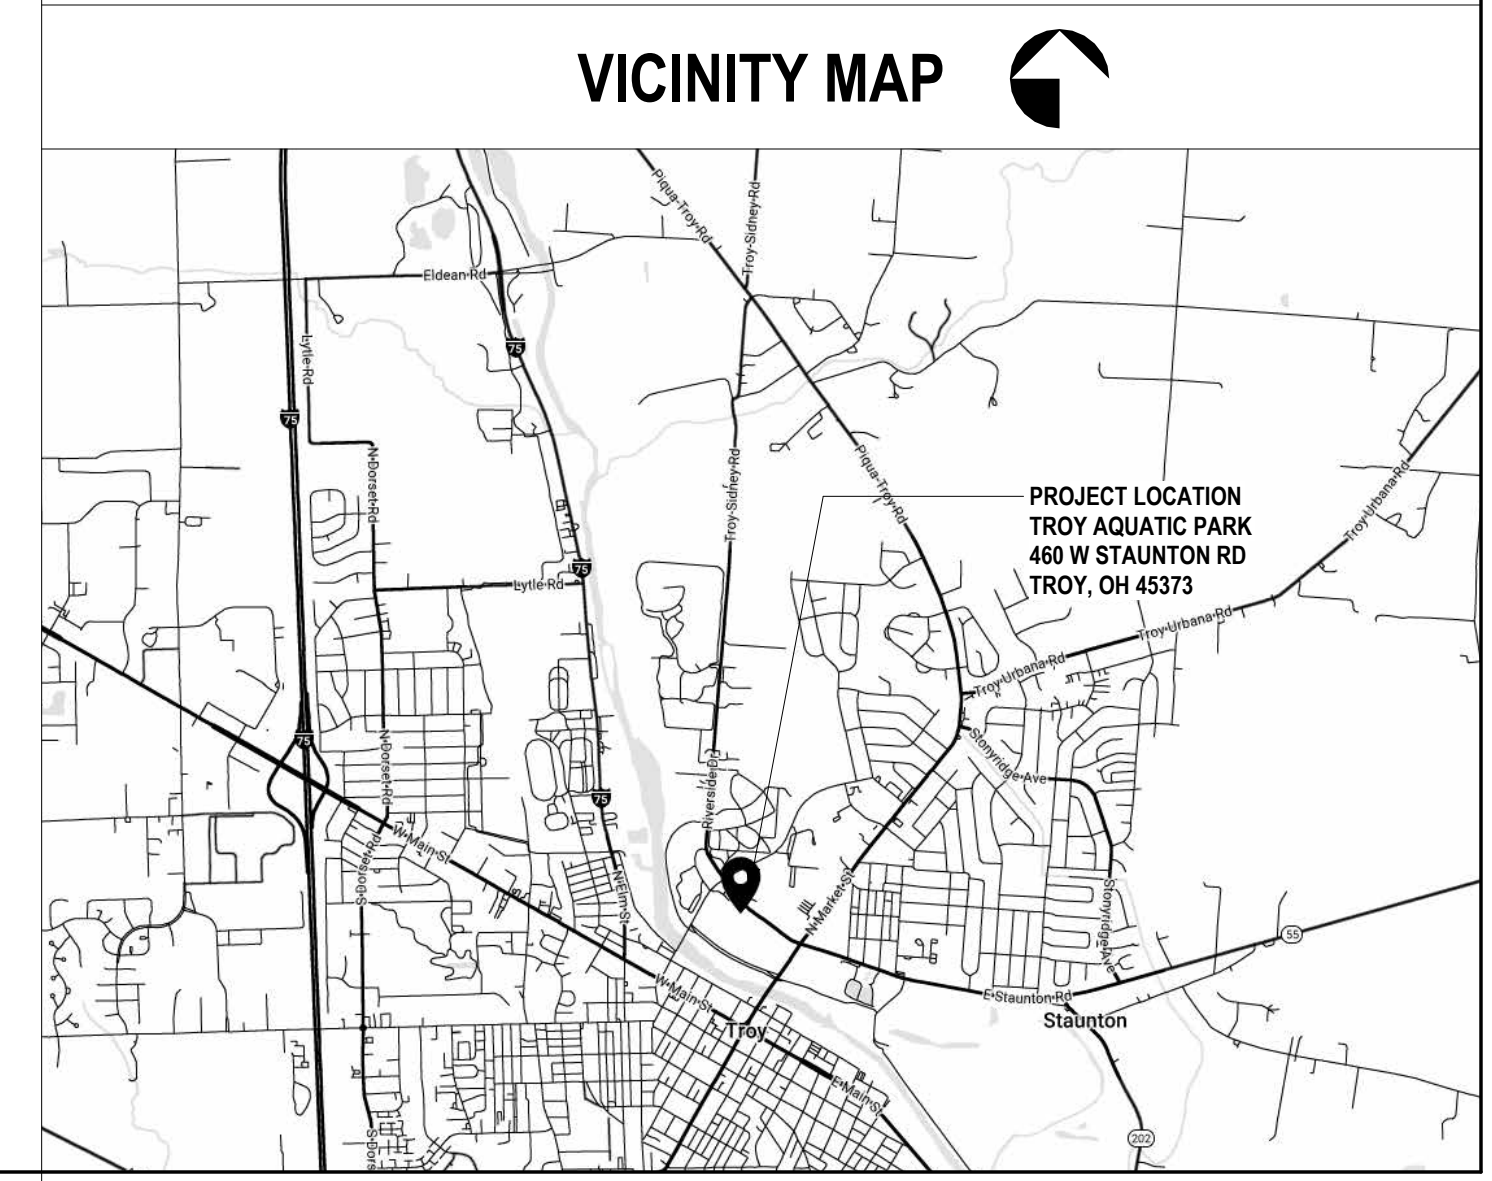 VICINITY MAP
Piqua-Troy-Rd
Troy-Sidney-Rd
Eldean Rd
Lytle-Rd
75
75
N-Dorset-Rd
Troy-Sidney-Rd
Piqua-Troy-Rd
PROJECT LOCATION
TROY AQUATIC PARK
460 W STAUNTON RD
TROY, OH 45373
Troy-Urbana-Rd
75
Lytle Rd
Troy-Urbana-Rd
Troy-Urbana-Rd
75
N-Dorset-Rd
Stonyridge-Ave
Riverside-Dr
75
W-Main-St
S-Dorset-Rd
N-Elm-St
N-Market-St
Stonyridge-Ave
55
W-Main-St
E Staunton Rd
Staunton
Troy
E-Main-St
202
S-Dors